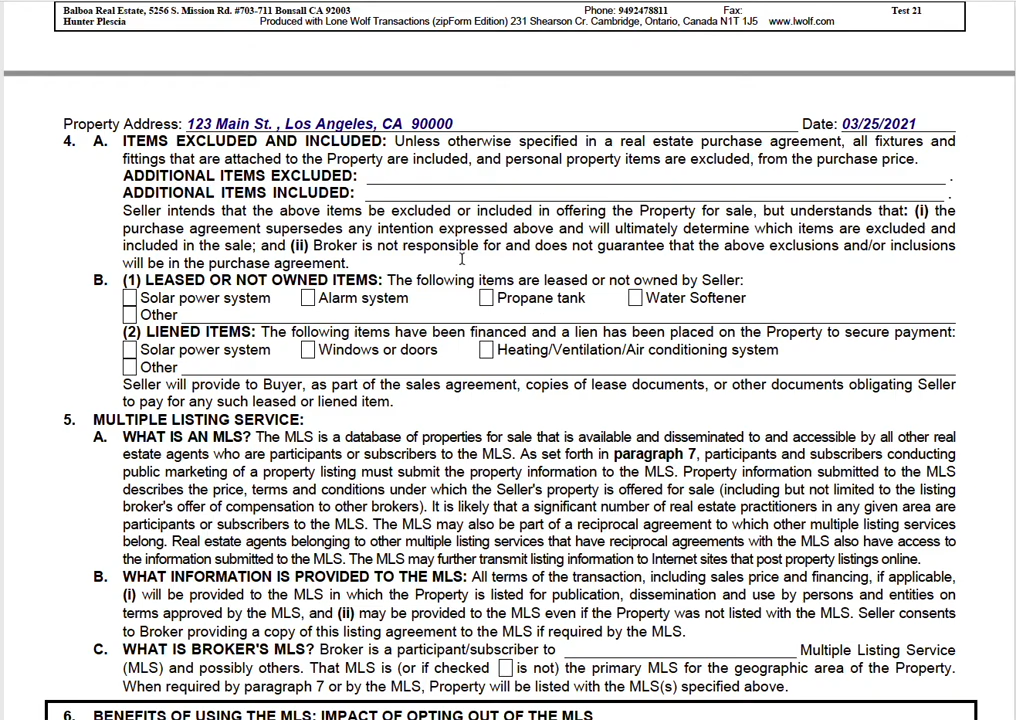 Balboa Real Estate, 5256 S. Mission Rd. #703-711 Bonsall CA 92003 Phone: 9492478811 Fax: Test 21
Hunter Plescia Produced with Lone Wolf Transactions (zipForm Edition) 231 Shearson Cr. Cambridge, Ontario, Canada N1T 1J5 www.lwolf.com
Property Address: 123 Main St. , Los Angeles, CA 90000 Date: 03/25/2021
4. A. ITEMS EXCLUDED AND INCLUDED: Unless otherwise specified in a real estate purchase agreement, all fixtures and
fittings that are attached to the Property are included, and personal property items are excluded, from the purchase price.
ADDITIONAL ITEMS EXCLUDED: .
ADDITIONAL ITEMS INCLUDED: .
Seller intends that the above items be excluded or included in offering the Property for sale, but understands that: (i) the
purchase agreement supersedes any intention expressed above and will ultimately determine which items are excluded and
included in the sale; and (ii) Broker is not responsible for and does not guarantee that the above exclusions and/or inclusions
will be in the purchase agreement.
B. (1) LEASED OR NOT OWNED ITEMS: The following items are leased or not owned by Seller:
Solar power system Alarm system Propane tank Water Softener
Other
(2) LIENED ITEMS: The following items have been financed and a lien has been placed on the Property to secure payment:
Solar power system Windows or doors Heating/Ventilation/Air conditioning system
Other
Seller will provide to Buyer, as part of the sales agreement, copies of lease documents, or other documents obligating Seller
to pay for any such leased or liened item.
5. MULTIPLE LISTING SERVICE:
A. WHAT IS AN MLS? The MLS is a database of properties for sale that is available and disseminated to and accessible by all other real
estate agents who are participants or subscribers to the MLS. As set forth in paragraph 7, participants and subscribers conducting
public marketing of a property listing must submit the property information to the MLS. Property information submitted to the MLS
describes the price, terms and conditions under which the Seller's property is offered for sale (including but not limited to the listing
broker's offer of compensation to other brokers). It is likely that a significant number of real estate practitioners in any given area are
participants or subscribers to the MLS. The MLS may also be part of a reciprocal agreement to which other multiple listing services
belong. Real estate agents belonging to other multiple listing services that have reciprocal agreements with the MLS also have access to
the information submitted to the MLS. The MLS may further transmit listing information to Internet sites that post property listings online.
B. WHAT INFORMATION IS PROVIDED TO THE MLS: All terms of the transaction, including sales price and financing, if applicable,
(i) will be provided to the MLS in which the Property is listed for publication, dissemination and use by persons and entities on
terms approved by the MLS, and (ii) may be provided to the MLS even if the Property was not listed with the MLS. Seller consents
to Broker providing a copy of this listing agreement to the MLS if required by the MLS.
C. WHAT IS BROKER'S MLS? Broker is a participant/subscriber to Multiple Listing Service
(MLS) and possibly others. That MLS is (or if checked is not) the primary MLS for the geographic area of the Property.
When required by paragraph 7 or by the MLS, Property will be listed with the MLS(s) specified above.
6. BENEFITS OF USING THE MLS; IMPACT OF OPTING OUT OF THE MLS